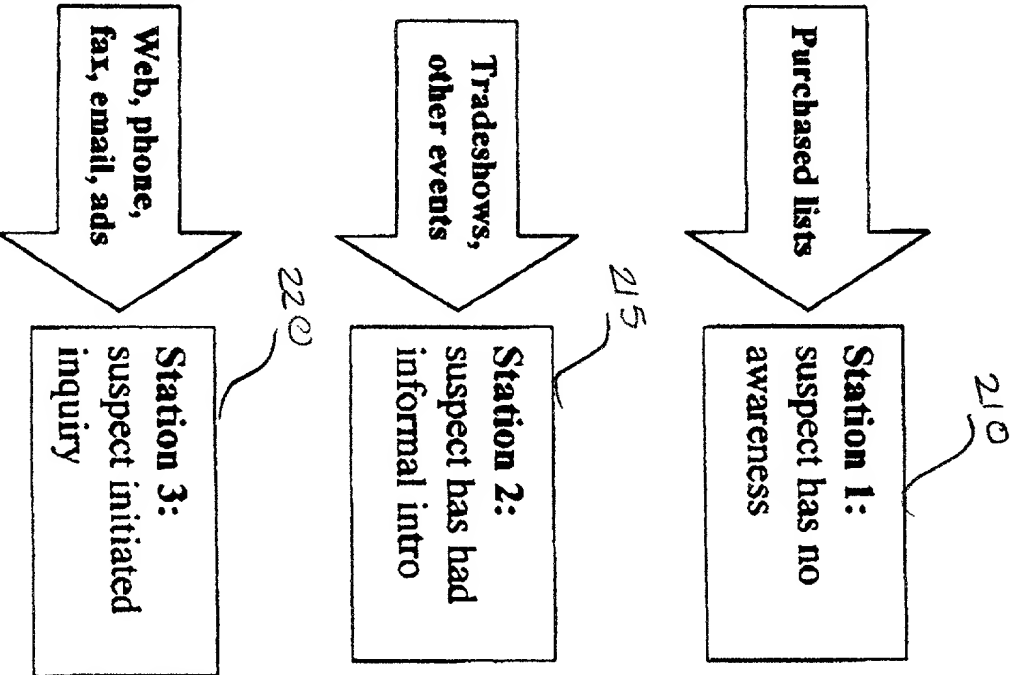 Purchased lists
210
Station 1:
suspect has no
awareness
Tradeshows,
other events
215
Station 2:
suspect has had
informal intro
Web, phone,
fax, email, ads
220
Station 3:
suspect initiated
inquiry